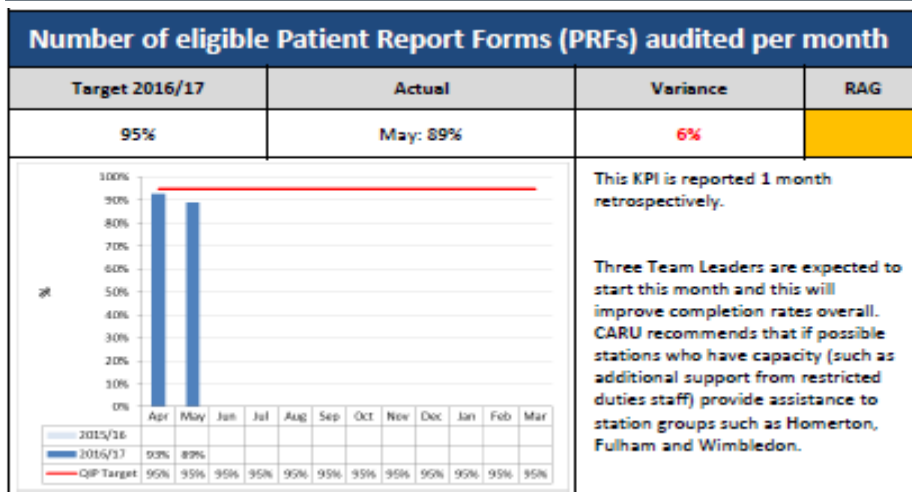 Number of eligible Patient Report Forms (PRFs) audited per month
Target 2016/17 Actual Variance RAG
95% May: 89% 6%
This KPI is reported 1 month
retrospectively.
Three Team Leaders are expected to
start this month and this will
improve completion rates overall.
CARU recommends that if possible
stations who have capacity (such as
additional support from restricted
duties staff) provide assistance to
station groups such as Homerton,
Fulham and Wimbledon.
100%
90%
80%
70%
60%
50%
40%
30%
20%
10%
0%
%
Apr May Jun Jul Aug Sep Oct Nov Dec Jan Feb Mar
2015/16
2016/17 93% 89%
QIP Target 95% 95% 95% 95% 95% 95% 95% 95% 95% 95% 95% 95%